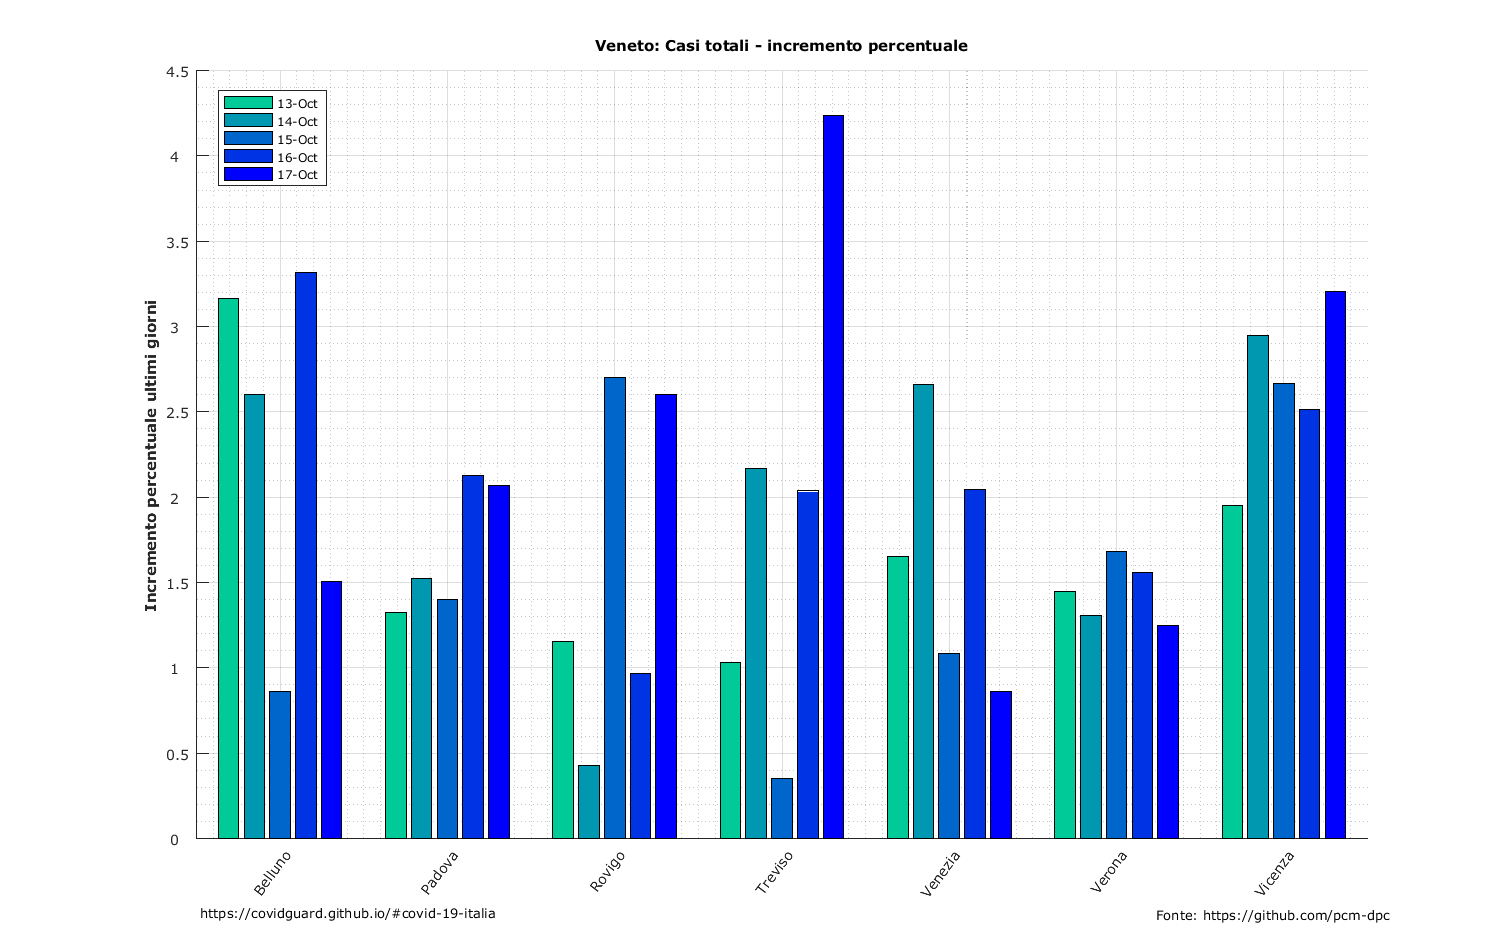 Veneto: Casi totali - incremento percentuale
4.5
4
3.5
3
2.5
2
1.5
1
0.5
0
Incremento percentuale ultimi giorni
13-Oct
14-Oct
15-Oct
16-Oct
17-Oct
Belluno
Padova
Rovigo
Treviso
Venezia
Verona
Vicenza
https://covidguard.github.io/#covid-19-italia
Fonte: https://github.com/pcm-dpc